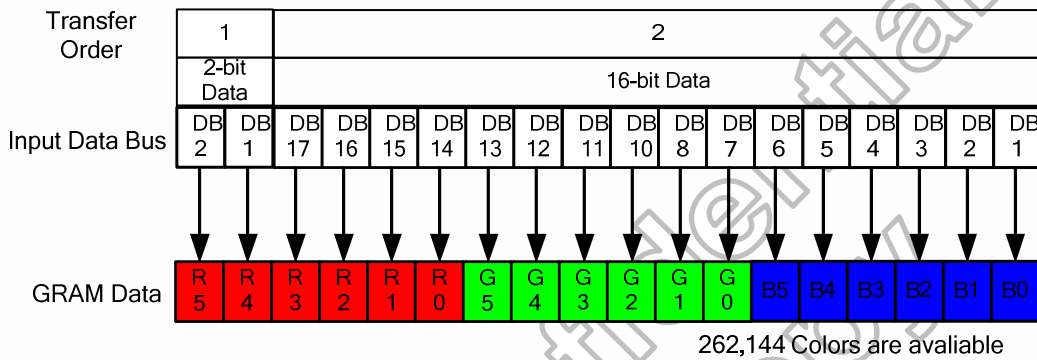 Transfer Order
1 2
2-bit Data
16-bit Data
Input Data Bus
DB 2 DB 1 DB 17 DB 16 DB 15 DB 14 DB 13 DB 12 DB 11 DB 10 DB 8 DB 7 DB 6 DB 5 DB 4 DB 3 DB 2 DB 1
GRAM Data
R 5 R 4 R 3 R 2 R 1 R 0 G 5 G 4 G 3 G 2 G 1 G 0 B5 B4 B3 B2 B1 B0
262,144 Colors are avaliable